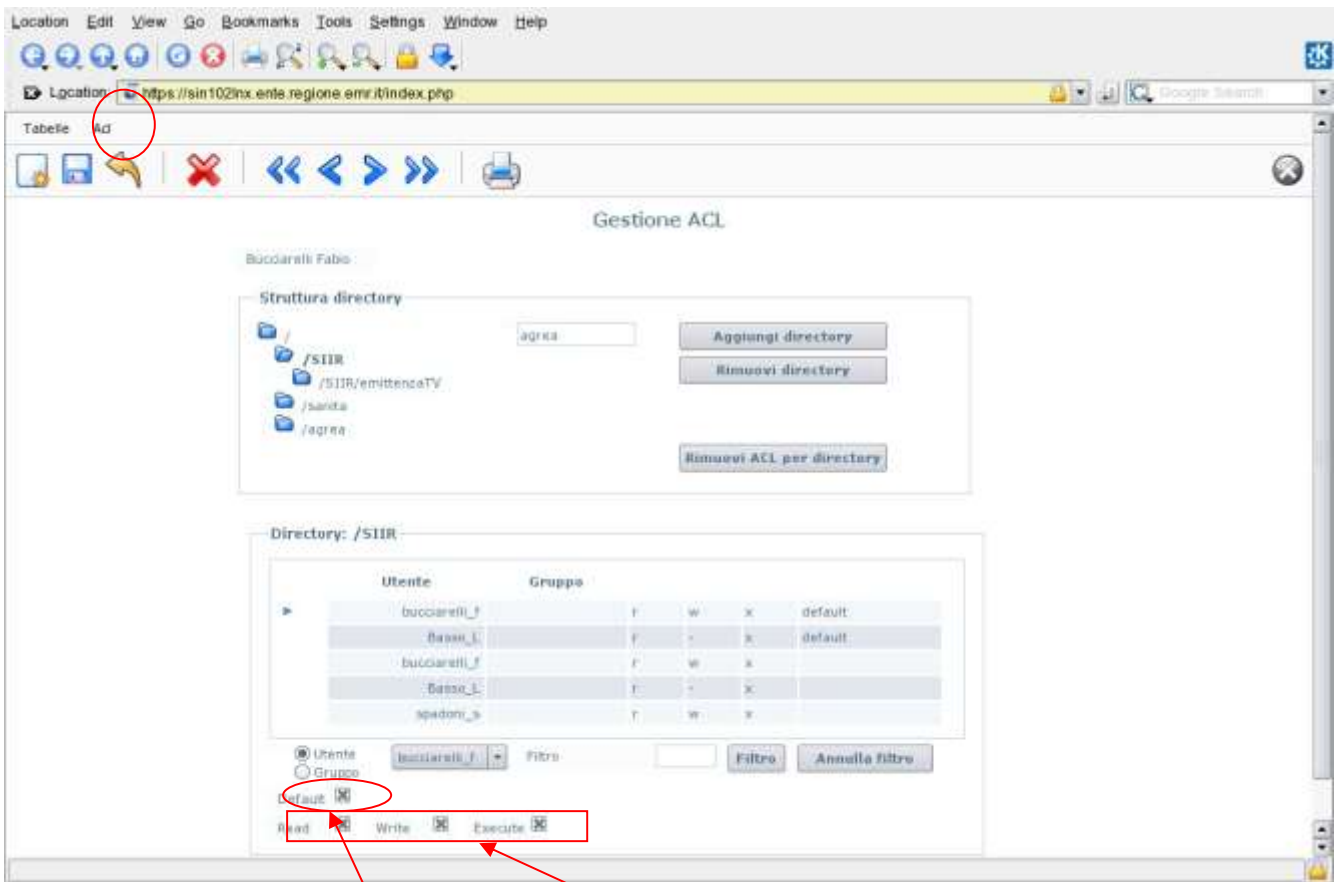 Location Edit View Go Bookmarks Tools Settings Window Help
Location: https://sin102lnx.ente.regione.emr.it/index.php
Google Search
Tabelle Acl
Gestione ACL
Bucciarelli Fabio
Struttura directory
/
agrea
Aggiungi directory
/SIIR
Rimuovi directory
/SIIR/emittenzaTV
/sanita
/agrea
Rimuovi ACL per directory
Directory: /SIIR
Utente Gruppo
bucciarelli_f r w x default
Basso_L r - x default
bucciarelli_f r w x
Basso_L r - x
spadoni_s r w x
Utente bucciarelli_f Filtro Filtro Annulla filtro
Gruppo
Default
Read Write Execute